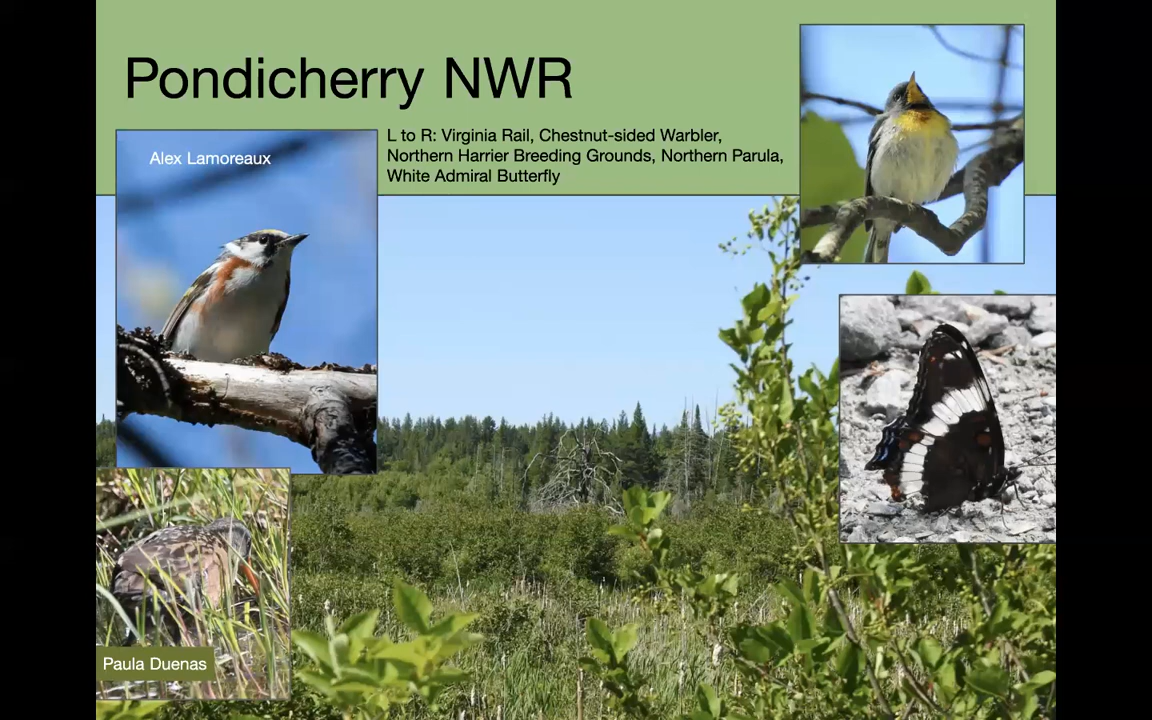 Pondicherry NWR
L to R: Virginia Rail, Chestnut-sided Warbler,
Northern Harrier Breeding Grounds, Northern Parula,
White Admiral Butterfly
Alex Lamoreaux
Paula Duenas